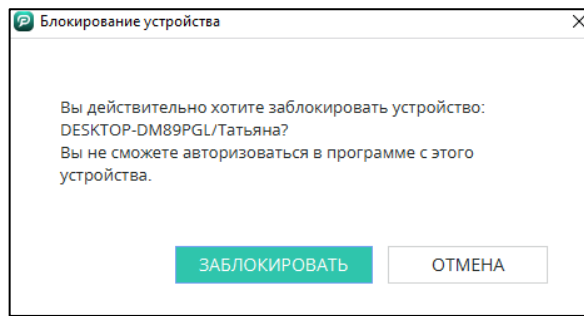 Блокирование устройства
Вы действительно хотите заблокировать устройство:
DESKTOP-DM89PGL/Татьяна?
Вы не сможете авторизоваться в программе с этого
устройства.
ЗАБЛОКИРОВАТЬ ОТМЕНА